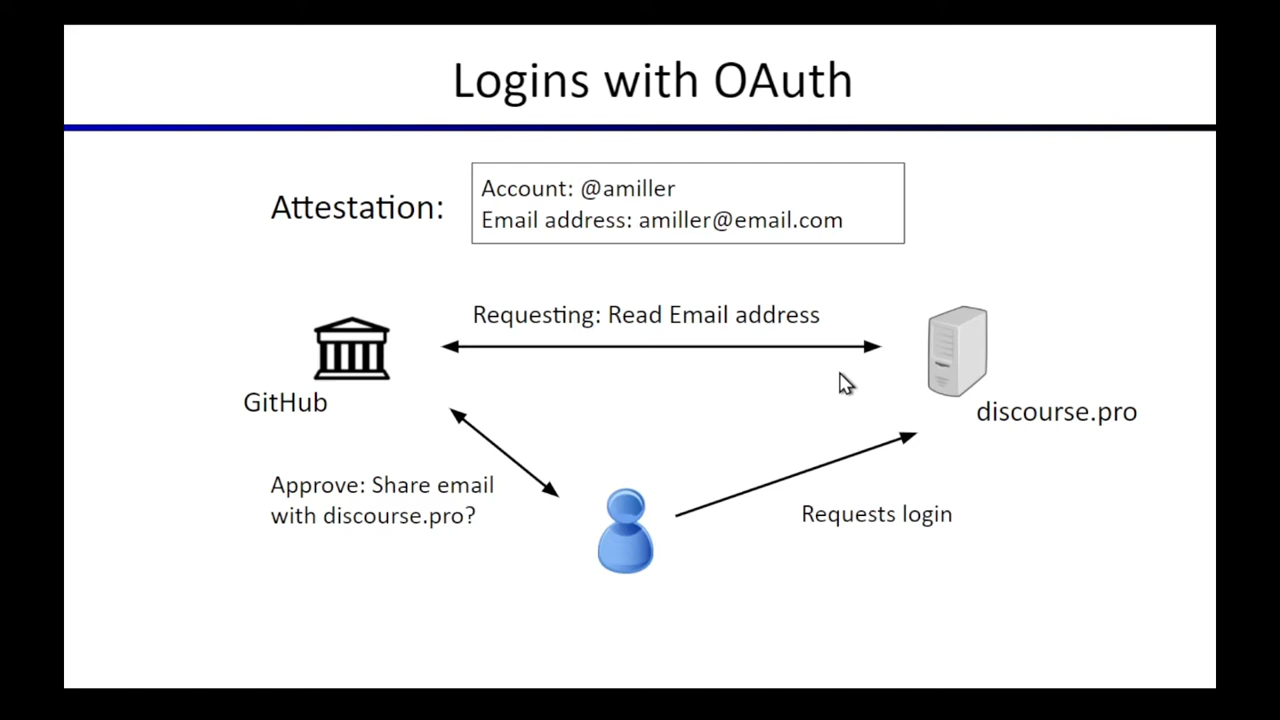 Logins with OAuth
Attestation:
Account: @amiller
Email address: amiller@email.com
Requesting: Read Email address
GitHub
discourse.pro
Approve: Share email
with discourse.pro?
Requests login